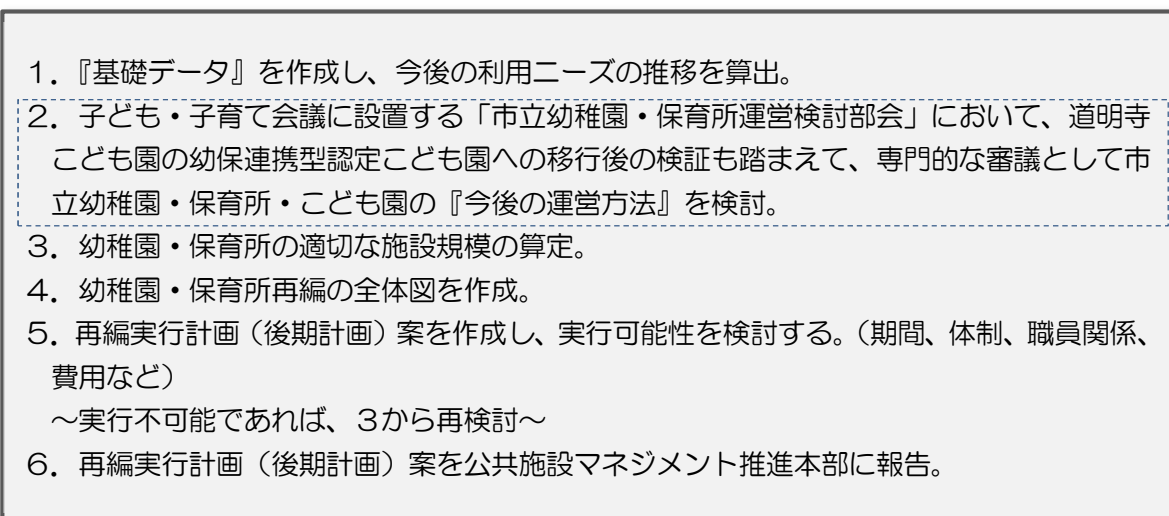 １．『基礎データ』を作成し、今後の利用ニーズの推移を算出。
２．子ども・子育て会議に設置する「市立幼稚園・保育所運営検討部会」において、道明寺
こども園の幼保連携型認定こども園への移行後の検証も踏まえて、専門的な審議として市
立幼稚園・保育所・こども園の『今後の運営方法』を検討。
３．幼稚園・保育所の適切な施設規模の算定。
４．幼稚園・保育所再編の全体図を作成。
５．再編実行計画（後期計画）案を作成し、実行可能性を検討する。（期間、体制、職員関係、
費用など）
～実行不可能であれば、３から再検討～
６．再編実行計画（後期計画）案を公共施設マネジメント推進本部に報告。